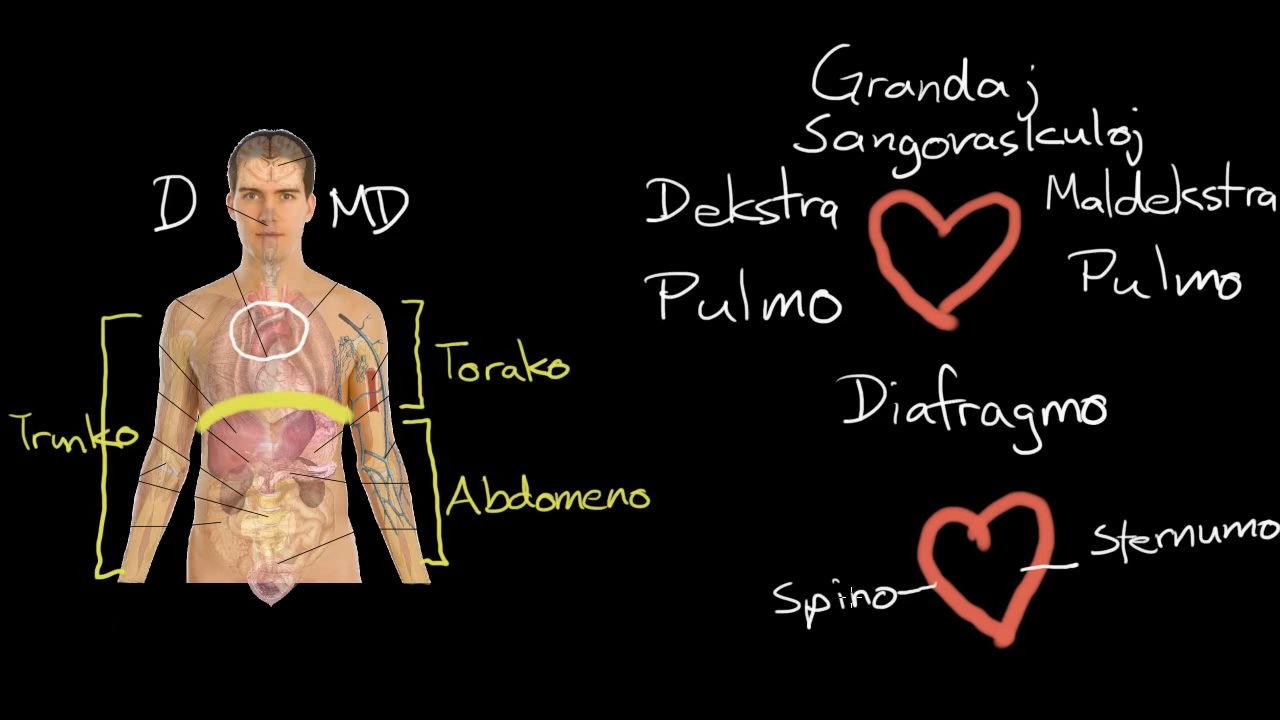 D
MD
Trunko
Torako
Abdomeno
Grandaj
Sangovaskuloj
Dekstra
Pulmo
Maldekstra
Pulmo
Diafragmo
Spino
Sternumo